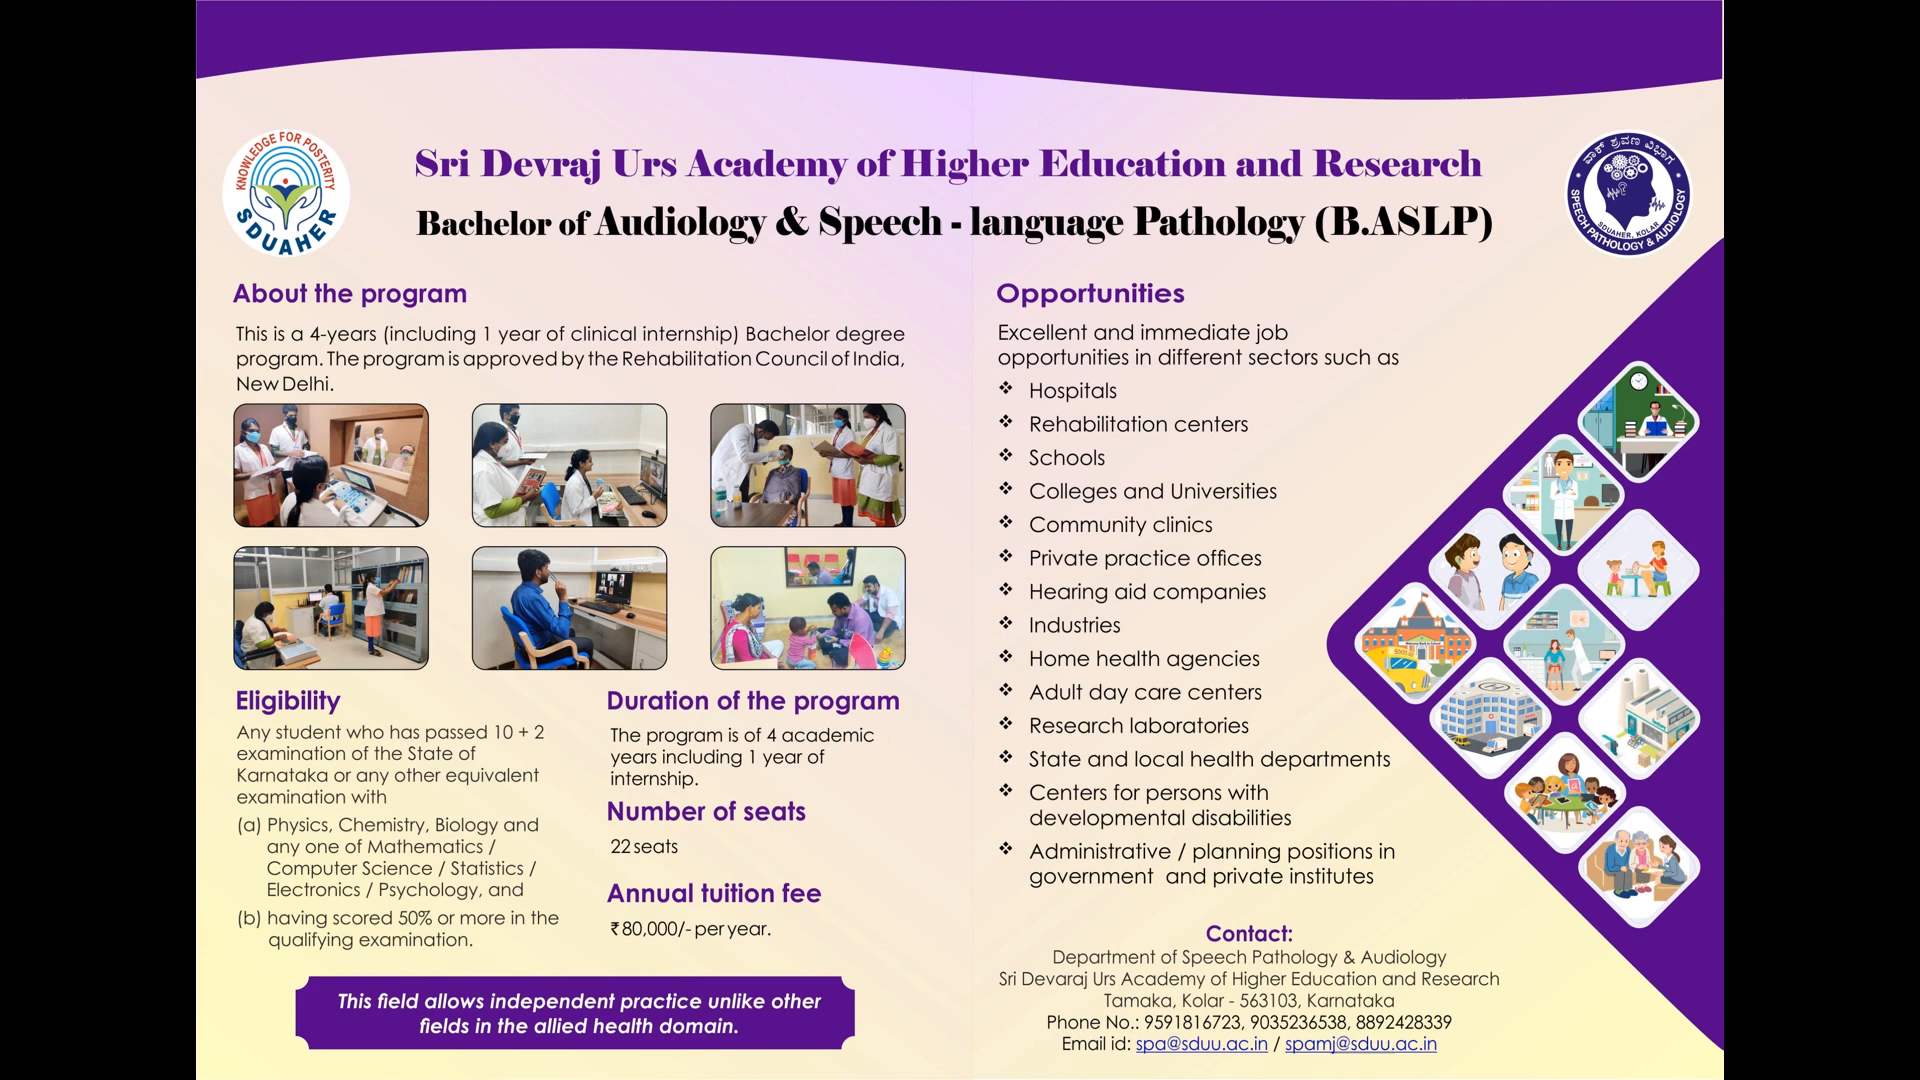 KNOWLEDGE FOR POSTERITY
SDUAHER
Sri Devraj Urs Academy of Higher Education and Research
Bachelor of Audiology & Speech - language Pathology (B.ASLP)
ವಾಕ್ ಶ್ರವಣ ವಿಭಾಗ
SDUAHER, KOLAR
SPEECH PATHOLOGY & AUDIOLOGY
About the program
This is a 4-years (including 1 year of clinical internship) Bachelor degree
program. The program is approved by the Rehabilitation Council of India,
New Delhi.
Eligibility
Any student who has passed 10 + 2
examination of the State of
Karnataka or any other equivalent
examination with
(a) Physics, Chemistry, Biology and
any one of Mathematics /
Computer Science / Statistics /
Electronics / Psychology, and
(b) having scored 50% or more in the
qualifying examination.
Duration of the program
The program is of 4 academic
years including 1 year of
internship.
Number of seats
22 seats
Annual tuition fee
₹80,000/- per year.
This field allows independent practice unlike other
fields in the allied health domain.
Opportunities
Excellent and immediate job
opportunities in different sectors such as
❖ Hospitals
❖ Rehabilitation centers
❖ Schools
❖ Colleges and Universities
❖ Community clinics
❖ Private practice offices
❖ Hearing aid companies
❖ Industries
❖ Home health agencies
❖ Adult day care centers
❖ Research laboratories
❖ State and local health departments
❖ Centers for persons with
developmental disabilities
❖ Administrative / planning positions in
government and private institutes
SCHOOL
H
Contact:
Department of Speech Pathology & Audiology
Sri Devaraj Urs Academy of Higher Education and Research
Tamaka, Kolar - 563103, Karnataka
Phone No.: 9591816723, 9035236538, 8892428339
Email id: spa@sduu.ac.in / spamj@sduu.ac.in